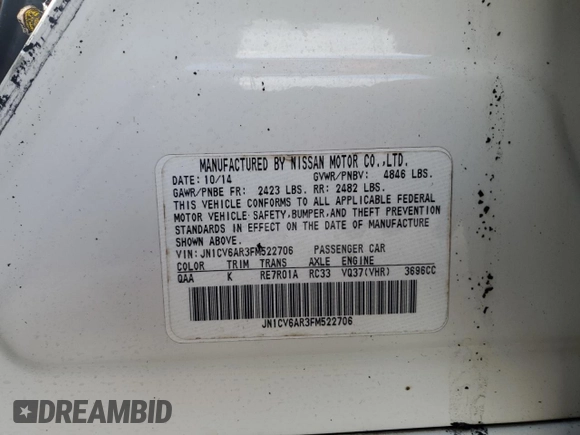 MANUFACTURED BY NISSAN MOTOR CO.,LTD.
DATE: 10/14 GVWR/PNBV: 4846 LBS.
GAWR/PNBE FR: 2423 LBS. RR: 2482 LBS.
THIS VEHICLE CONFORMS TO ALL APPLICABLE FEDERAL
MOTOR VEHICLE SAFETY, BUMPER, AND THEFT PREVENTION
STANDARDS IN EFFECT ON THE DATE OF MANUFACTURE
SHOWN ABOVE.
VIN: JN1CV6AR3FM522706 PASSENGER CAR
COLOR TRIM TRANS AXLE ENGINE
QAA K RE7R01A RC33 VQ37(VHR) 3696CC
JN1CV6AR3FM522706
DREAMBID